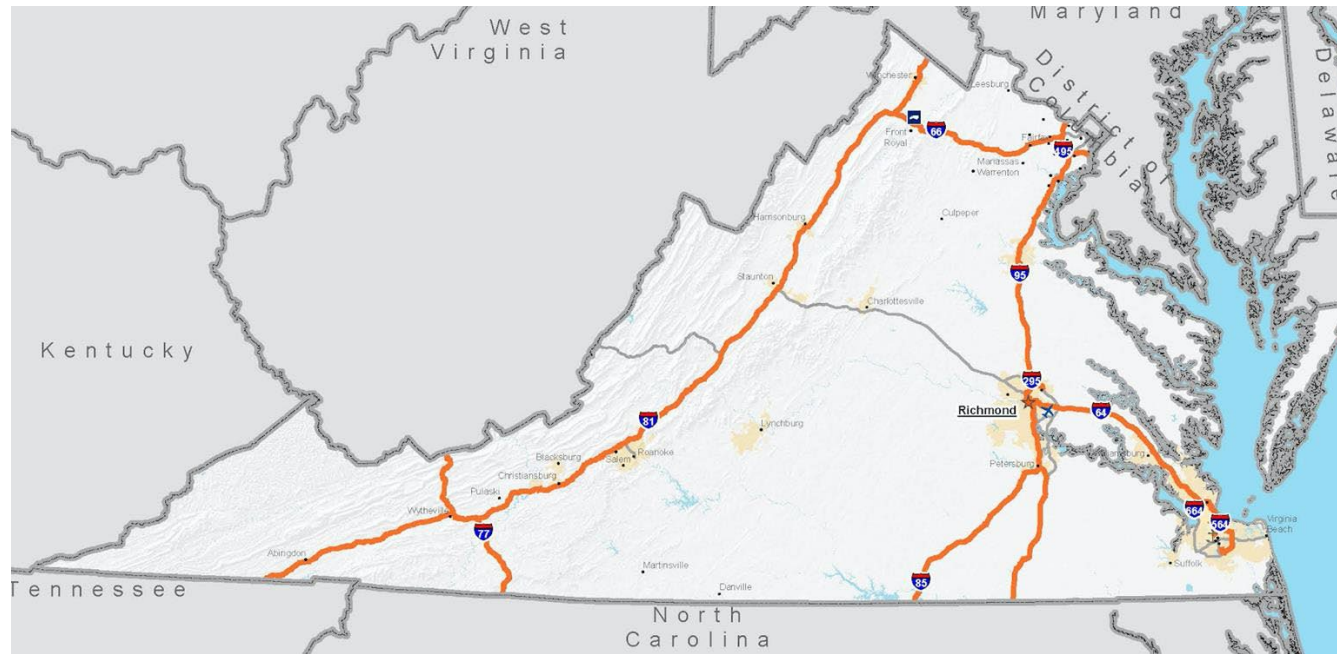 West
Virginia
Maryland
Delaware
District of
Columbia
Winchester
Leesburg
Front
Royal
66
Fairfax
495
Manassas
Warrenton
Culpeper
Harrisonburg
Staunton
Charlottesville
95
Kentucky
295
Richmond
64
81
Lynchburg
Blacksburg
Roanoke
Salem
Christiansburg
Petersburg
Pulaski
Wytheville
77
664
564
Virginia
Beach
Abingdon
Martinsville
Danville
85
Suffolk
Tennessee
North
Carolina